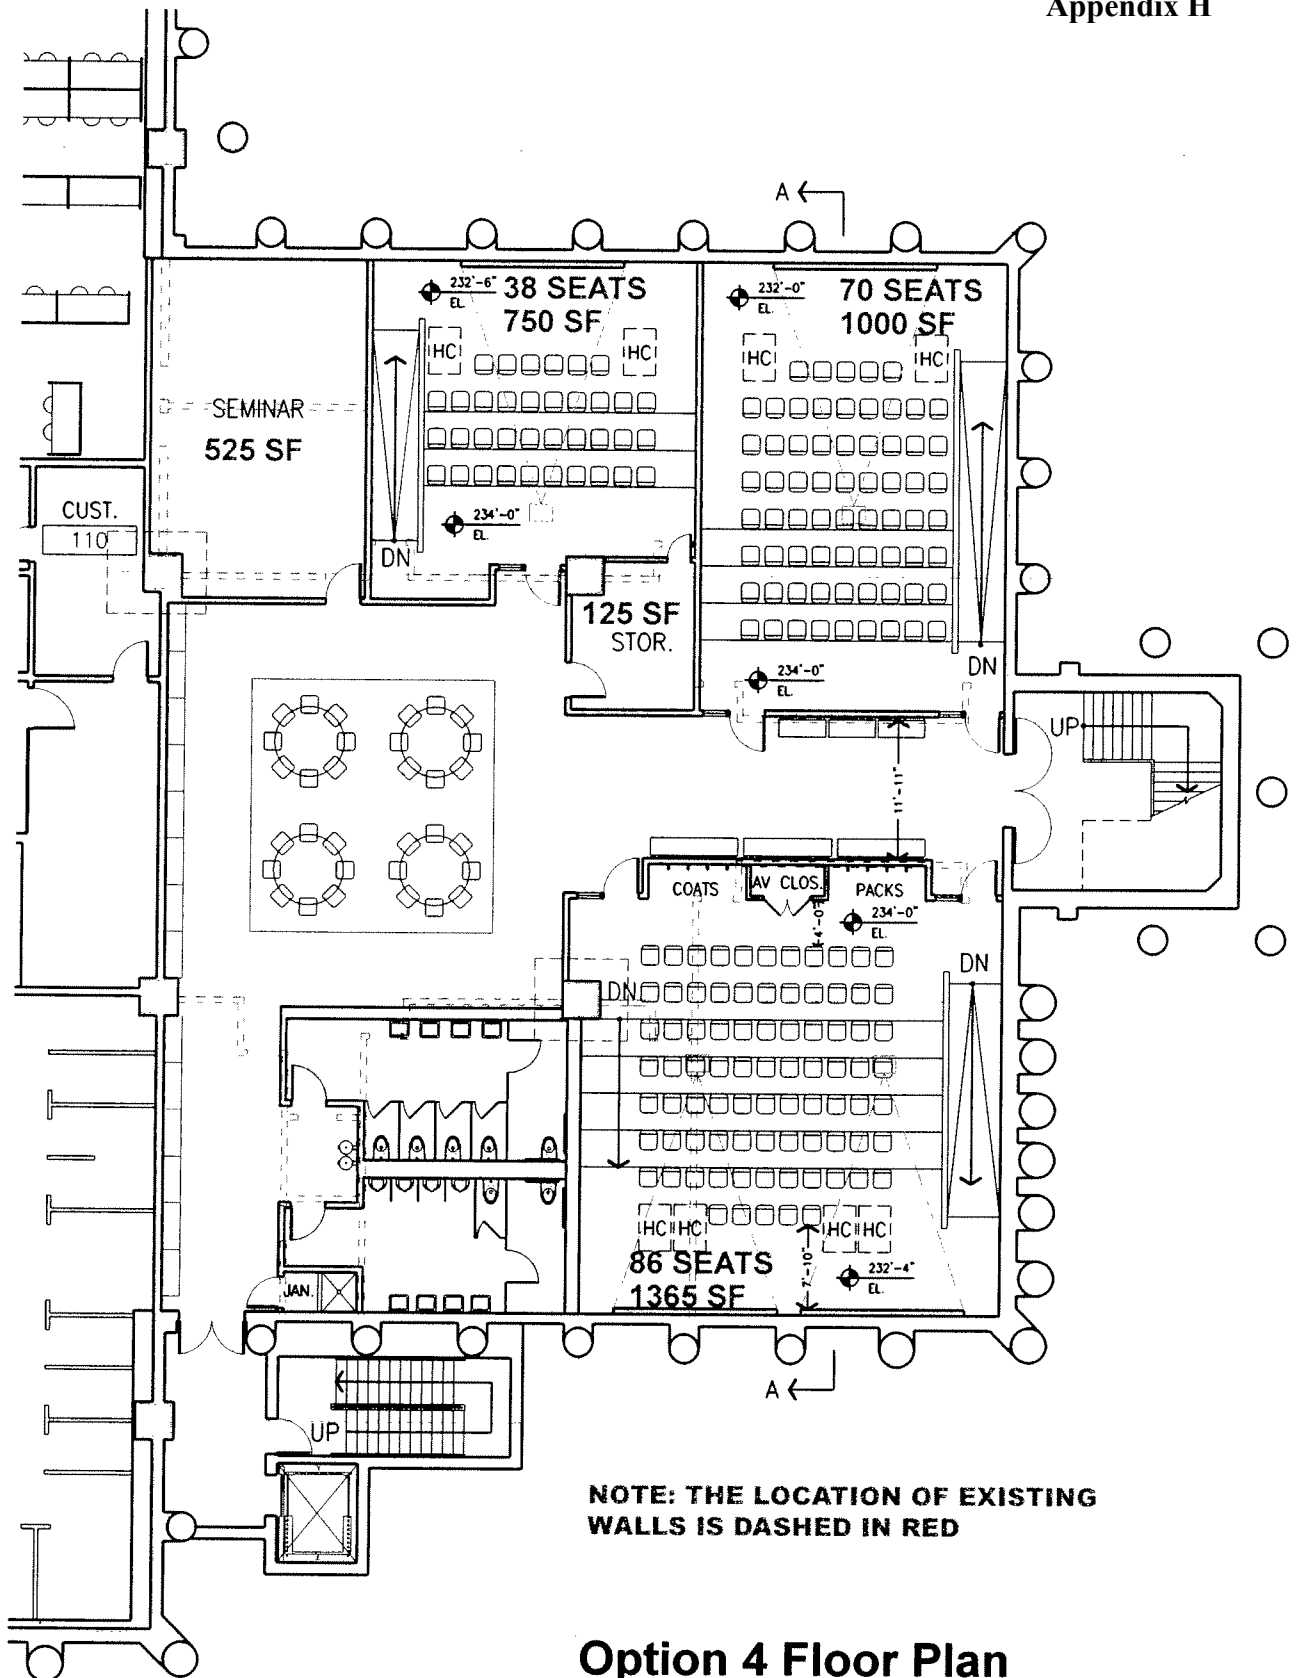 Appendix H
A
232'-6"
EL.
38 SEATS
750 SF
232'-0"
EL.
70 SEATS
1000 SF
HC
HC
HC
HC
SEMINAR
525 SF
CUST.
110
234'-0"
EL.
DN
125 SF
STOR.
234'-0"
EL.
DN
UP
11'-11"
COATS
AV CLOS.
PACKS
4'-0"
234'-0"
EL.
DN
DN
HC
HC
HC
HC
86 SEATS
1365 SF
7'-10"
232'-4"
EL.
JAN.
A
UP
NOTE: THE LOCATION OF EXISTING
WALLS IS DASHED IN RED
Option 4 Floor Plan